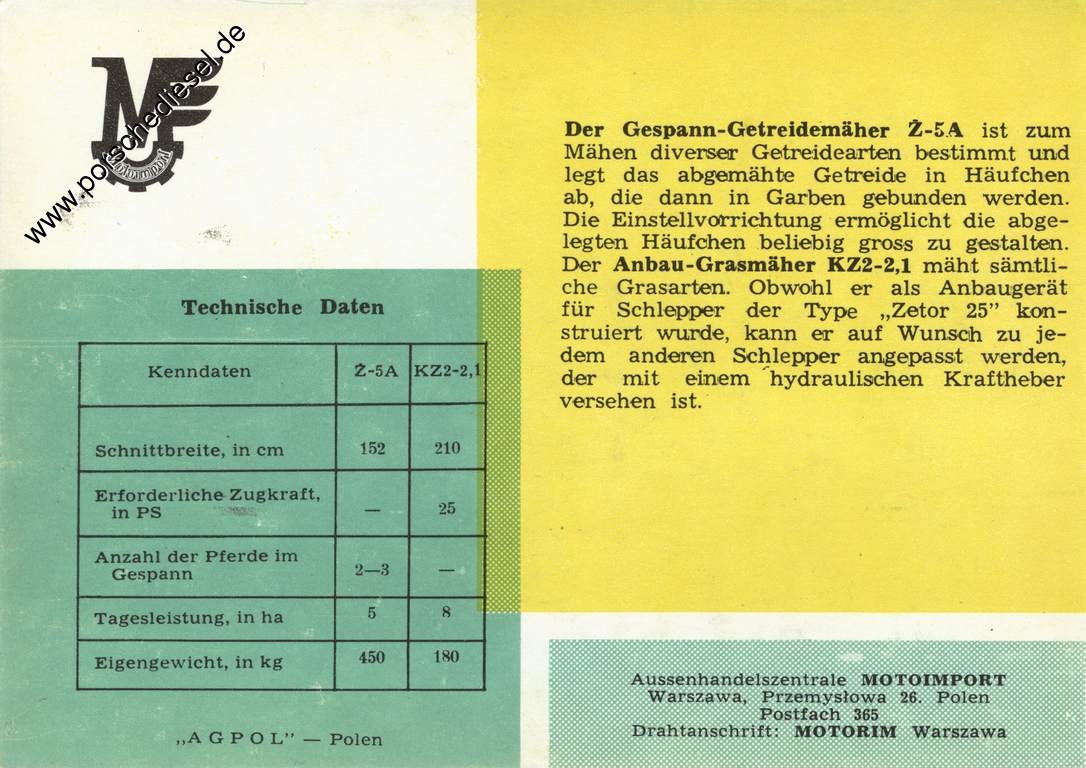 www.porschediesel.de
MF
Motoimport
Der Gespann-Getreidemäher Ż-5A ist zum
Mähen diverser Getreidearten bestimmt und
legt das abgemähte Getreide in Häufchen
ab, die dann in Garben gebunden werden.
Die Einstellvorrichtung ermöglicht die abge-
legten Häufchen beliebig gross zu gestalten.
Der Anbau-Grasmäher KZ2-2,1 mäht sämtli-
che Grasarten. Obwohl er als Anbaugerät
für Schlepper der Type „Zetor 25” kon-
struiert wurde, kann er auf Wunsch zu je-
dem anderen Schlepper angepasst werden,
der mit einem hydraulischen Kraftheber
versehen ist.
Technische Daten
Kenndaten Ż-5A KZ2-2,1
Schnittbreite, in cm 152 210
Erforderliche Zugkraft,
in PS — 25
Anzahl der Pferde im
Gespann 2—3 —
Tagesleistung, in ha 5 8
Eigengewicht, in kg 450 180
„AGPOL” — Polen
Aussenhandelszentrale MOTOIMPORT
Warszawa, Przemysłowa 26. Polen
Postfach 365
Drahtanschrift: MOTORIM Warszawa